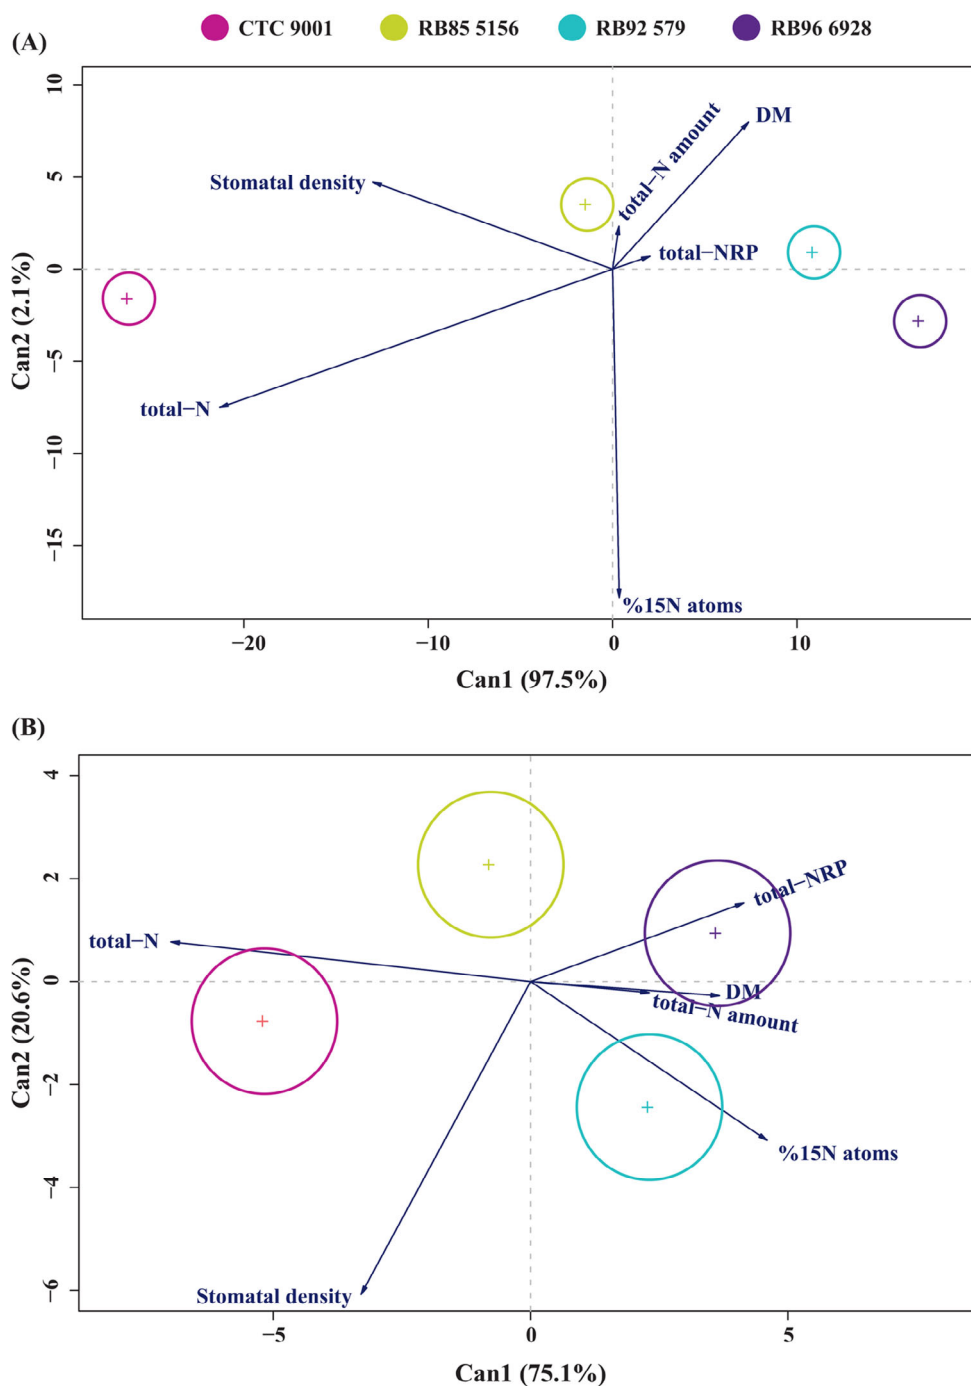 CTC 9001 RB85 5156 RB92 579 RB96 6928
(A)
10
5
0
−5
−10
−15
Can2 (2.1%)
Stomatal density
total−N amount
DM
total−NRP
total−N
%15N atoms
−20 −10 0 10
Can1 (97.5%)
(B)
4
2
0
−2
−4
−6
Can2 (20.6%)
total−NRP
total−N
DM
total−N amount
%15N atoms
Stomatal density
−5 0 5
Can1 (75.1%)